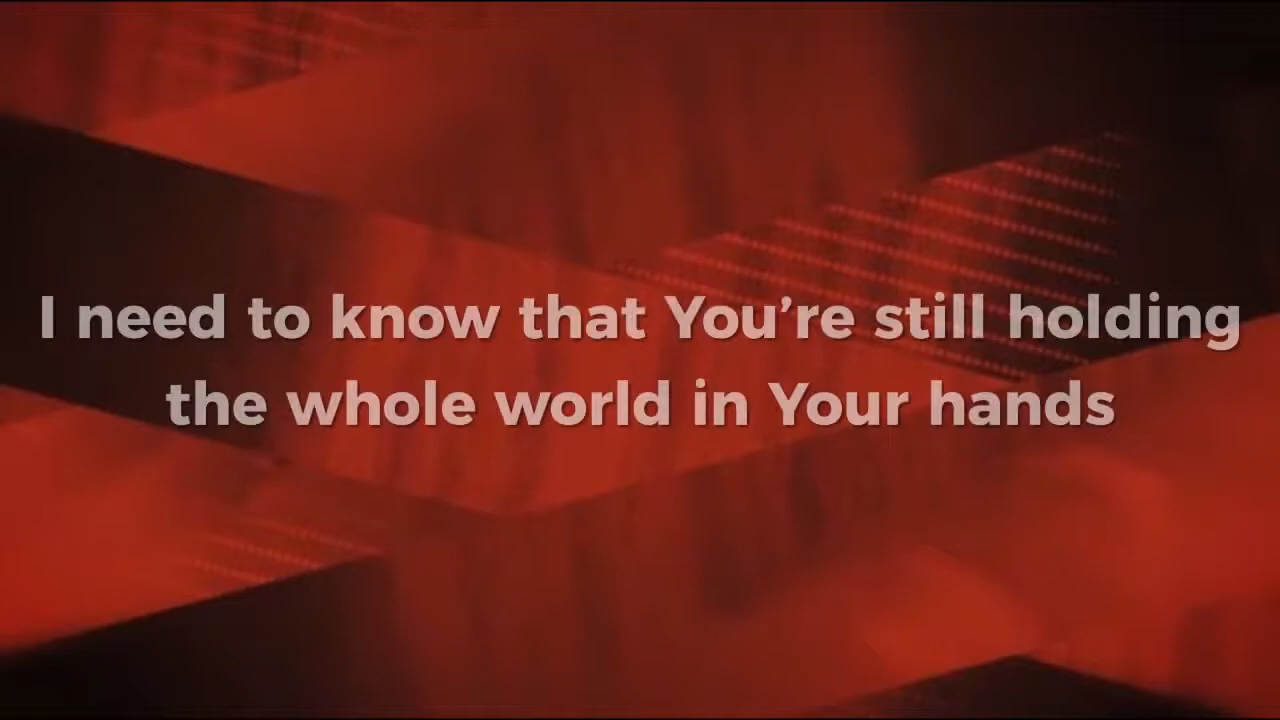 I need to know that You’re still holding
the whole world in Your hands